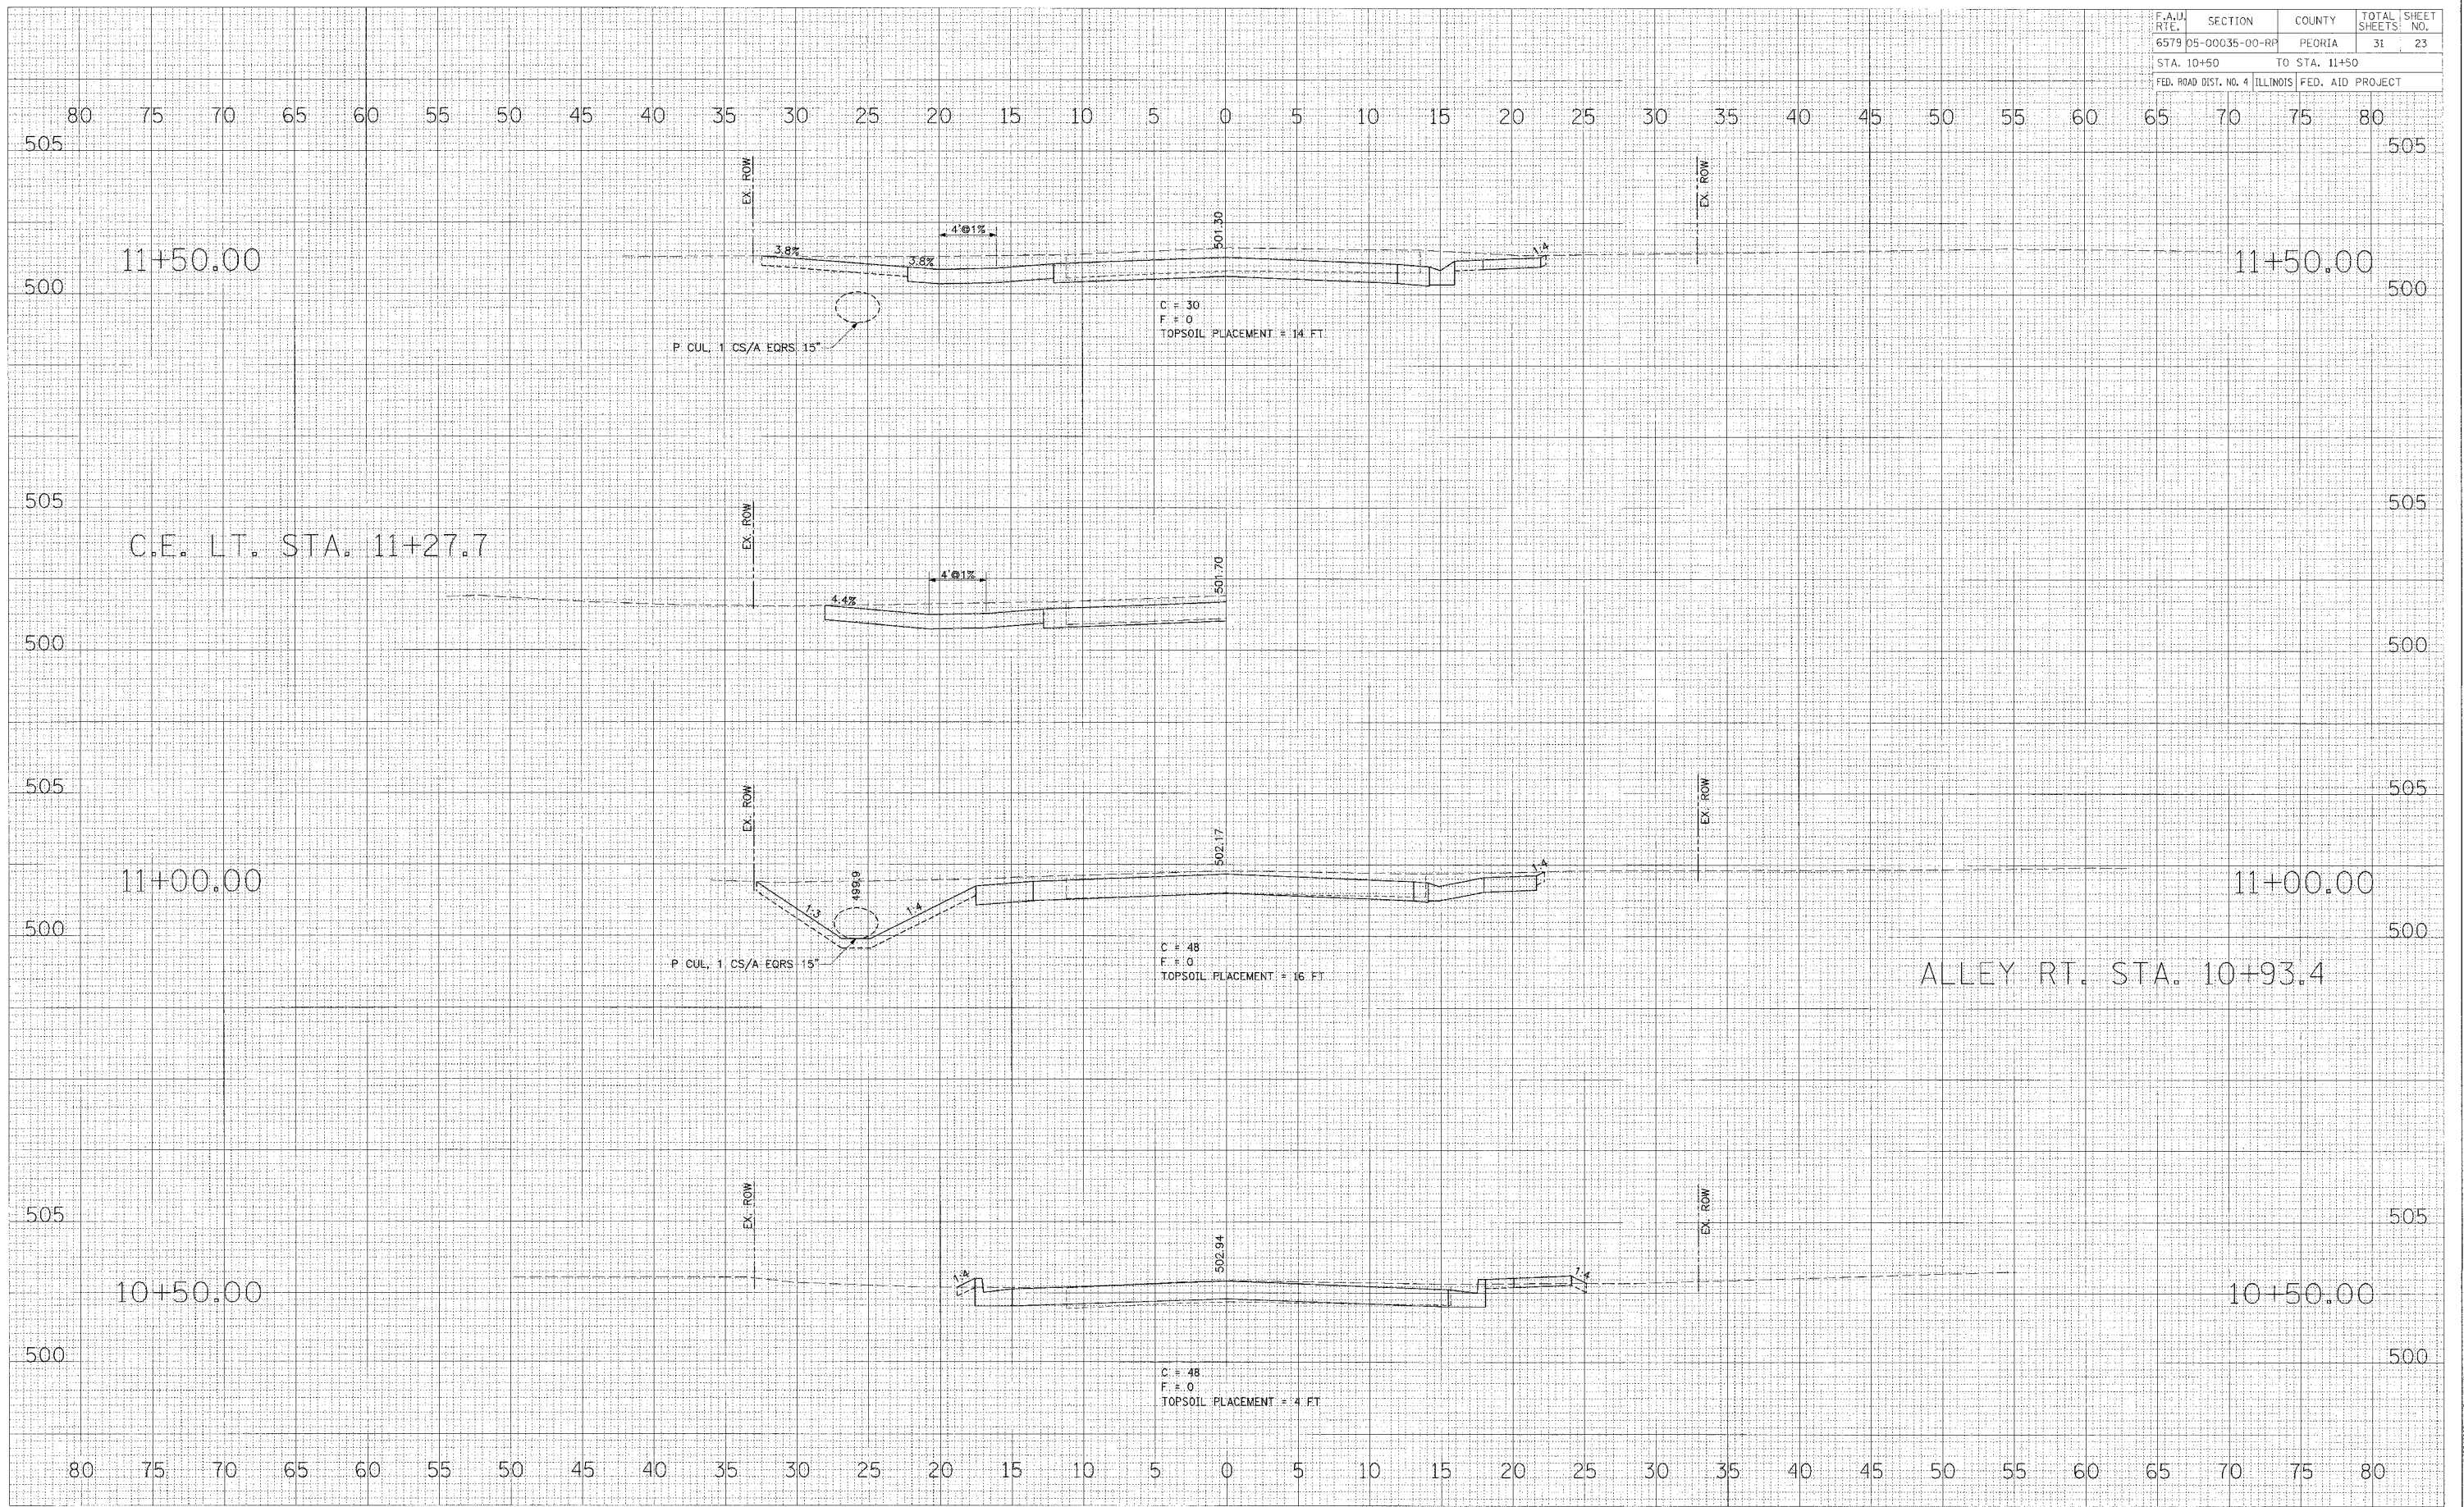 F.A.U. RTE. SECTION COUNTY TOTAL SHEETS SHEET NO.
6579 05-00035-00-RP PEORIA 31 23
STA. 10+50 TO STA. 11+50
FED. ROAD DIST. NO. 4 ILLINOIS FED. AID PROJECT
80 75 70 65 60 55 50 45 40 35 30 25 20 15 10 5 0 5 10 15 20 25 30 35 40 45 50 55 60 65 70 75 80
505 505
EX. ROW EX. ROW
501.30
4'@1%
11+50.00 3.8% 3.8% 1:4 11+50.00
500 500
C = 30
F = 0
TOPSOIL PLACEMENT = 14 FT
P CUL, 1 CS/A EQRS 15"
505 505
EX. ROW
C.E. LT. STA. 11+27.7
501.70
4'@1%
4.4%
500 500
505 505
EX. ROW EX. ROW
502.17
499.9
11+00.00 1:3 1:4 1:4 11+00.00
500 500
C = 48
F = 0
TOPSOIL PLACEMENT = 16 FT
P CUL, 1 CS/A EQRS 15"
ALLEY RT. STA. 10+93.4
505 505
EX. ROW EX. ROW
502.94
1:4 1:4
10+50.00 10+50.00
500 500
C = 48
F = 0
TOPSOIL PLACEMENT = 4 FT
80 75 70 65 60 55 50 45 40 35 30 25 20 15 10 5 0 5 10 15 20 25 30 35 40 45 50 55 60 65 70 75 80